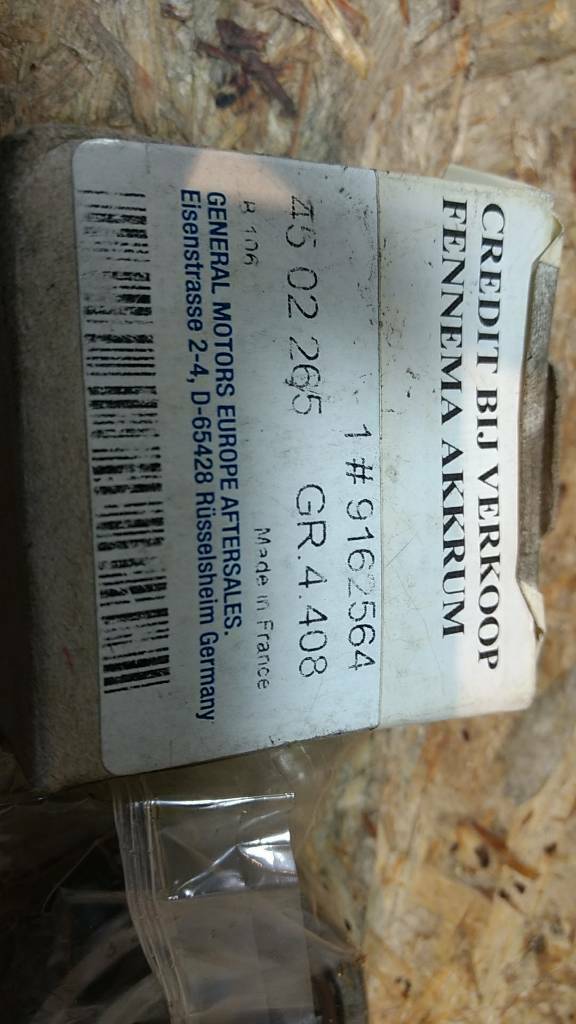 CREDIT BIJ VERKOOP
FENNEMA AKKRUM
1 # 9162564
45 02 265 GR.4.408
B 106 Made in France
GENERAL MOTORS EUROPE AFTERSALES.
Eisenstrasse 2-4, D-65428 Rüsselsheim Germany